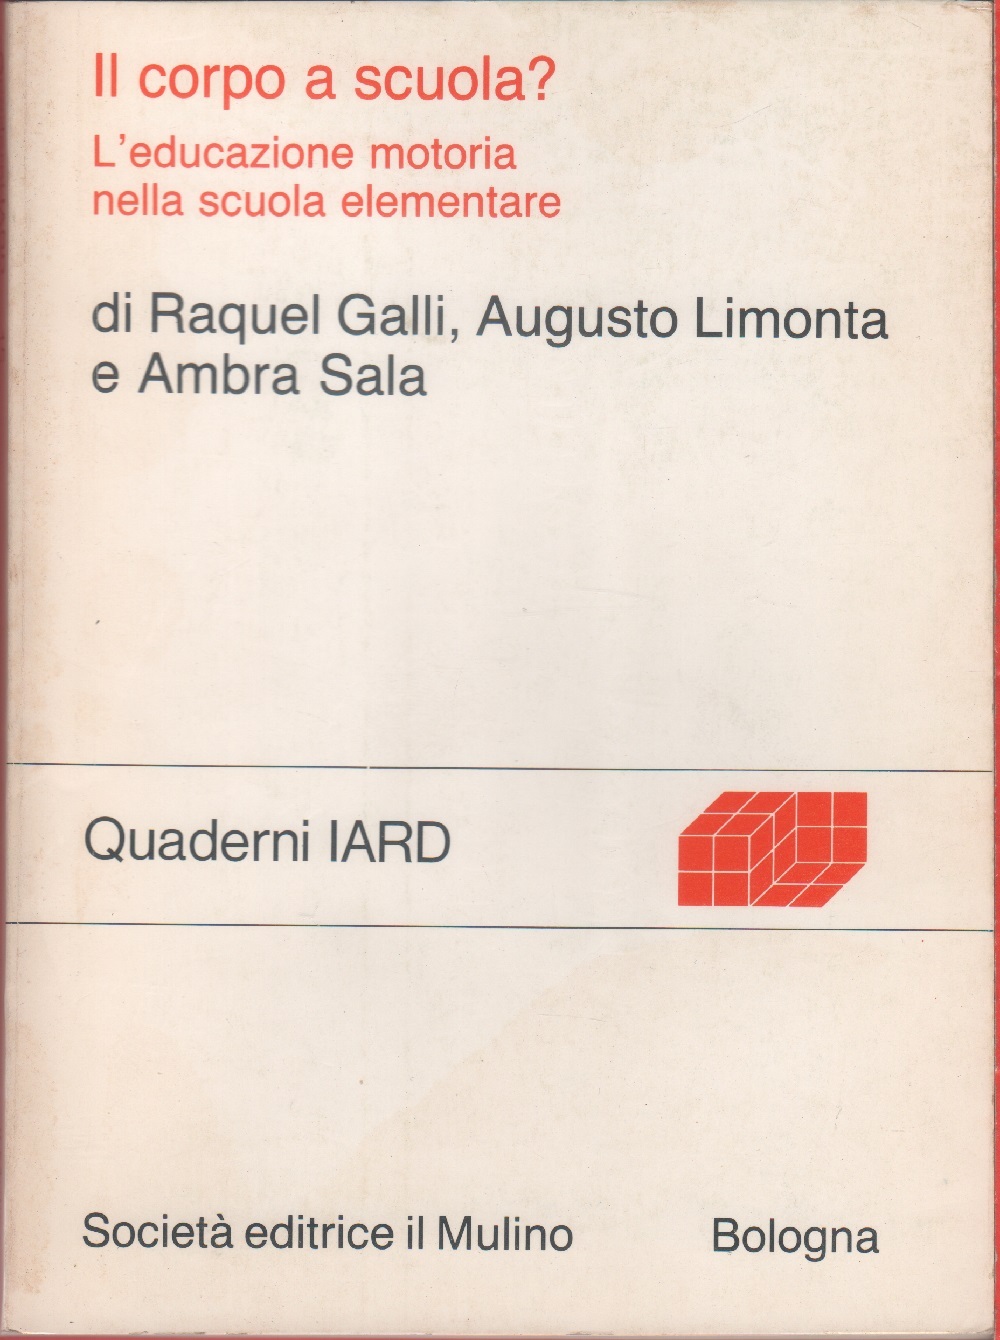 Il corpo a scuola?
L'educazione motoria
nella scuola elementare
di Raquel Galli, Augusto Limonta
e Ambra Sala
Quaderni IARD
Società editrice il Mulino Bologna